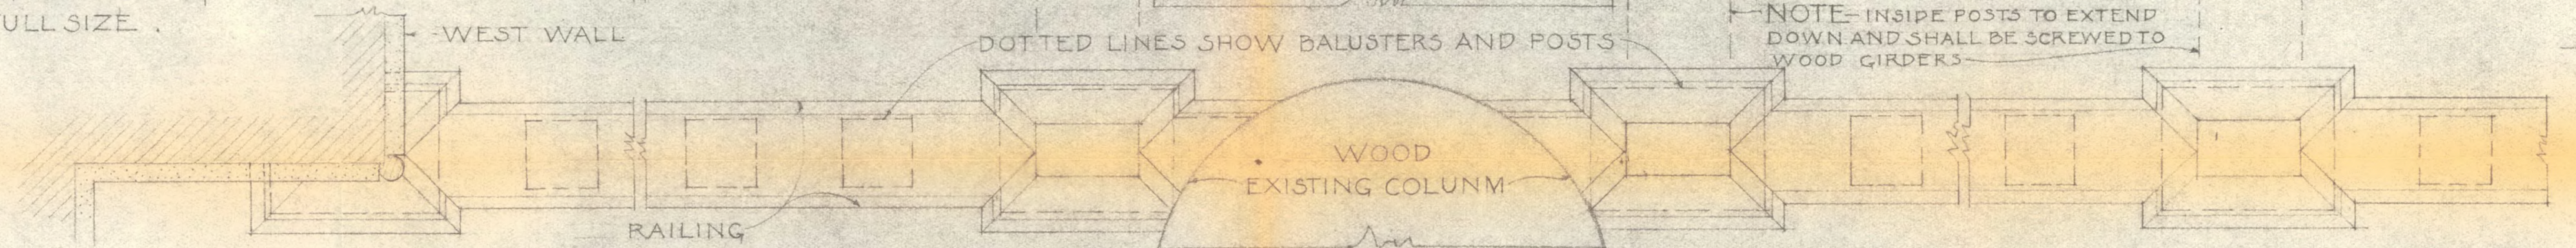 ULL SIZE .
WEST WALL
DOTTED LINES SHOW BALUSTERS AND POSTS
NOTE - INSIDE POSTS TO EXTEND
DOWN AND SHALL BE SCREWED TO
WOOD GIRDERS
WOOD
EXISTING COLUNM
RAILING